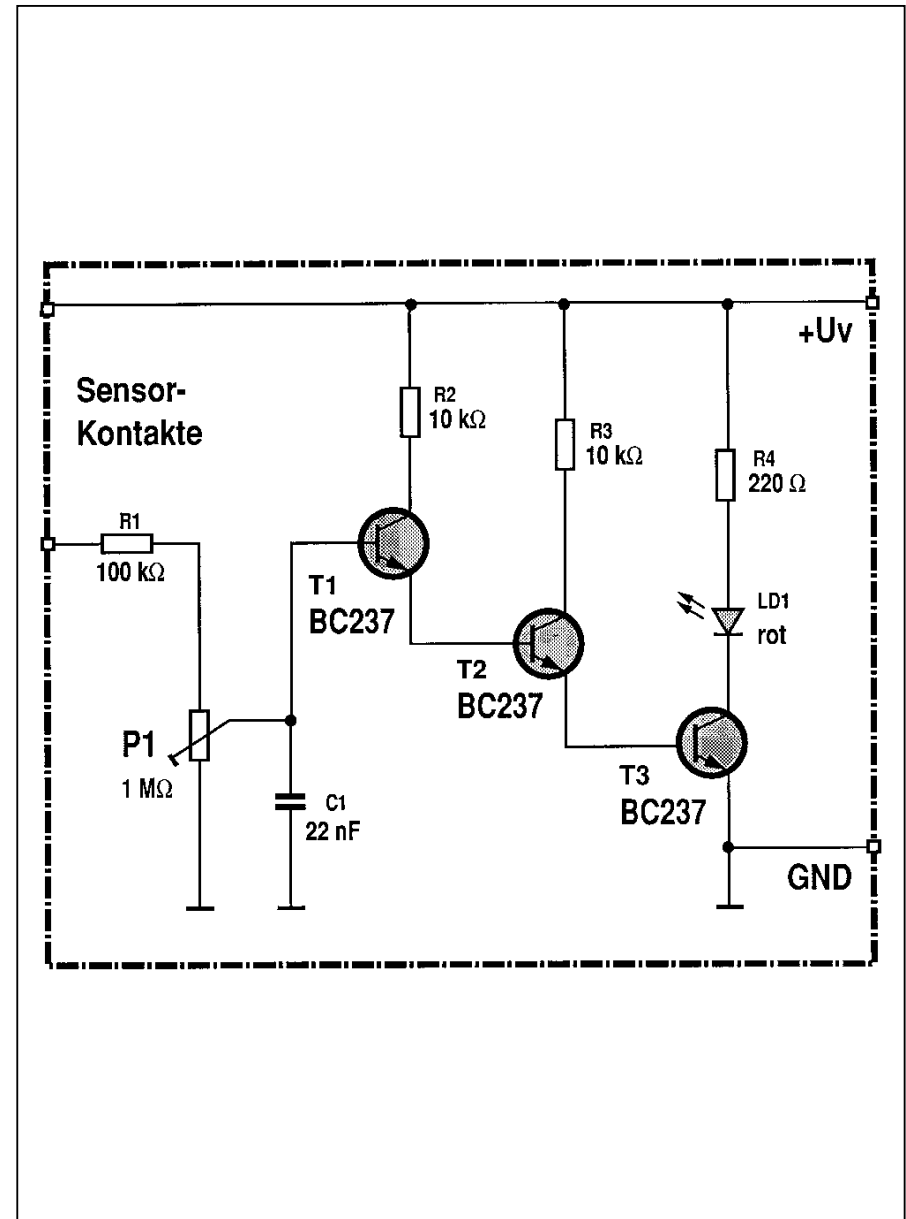 +Uv
Sensor-
Kontakte
R2
10 kΩ
R3
10 kΩ
R4
220 Ω
R1
100 kΩ
T1
BC237
LD1
rot
T2
BC237
P1
1 MΩ
T3
BC237
C1
22 nF
GND